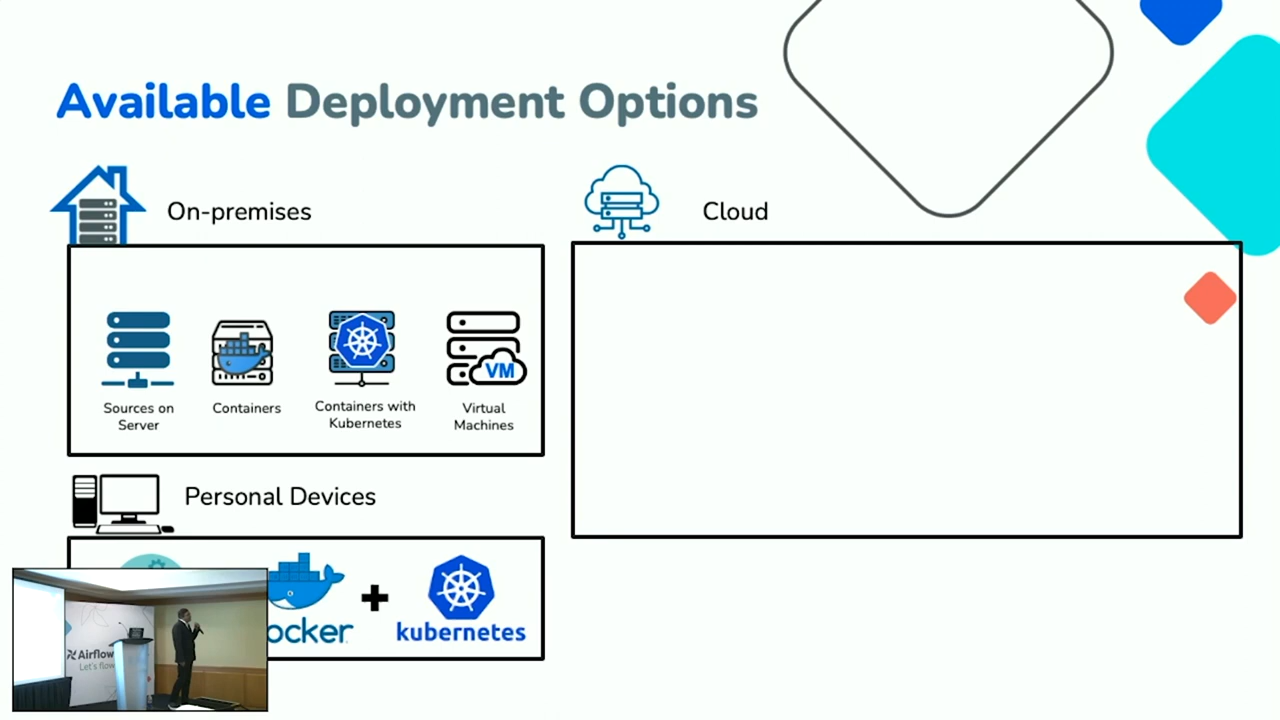 Available Deployment Options
On-premises
Cloud
VM
Sources on
Server
Containers
Containers with
Kubernetes
Virtual
Machines
Personal Devices
ocker
kubernetes
Airflow
Let's flow